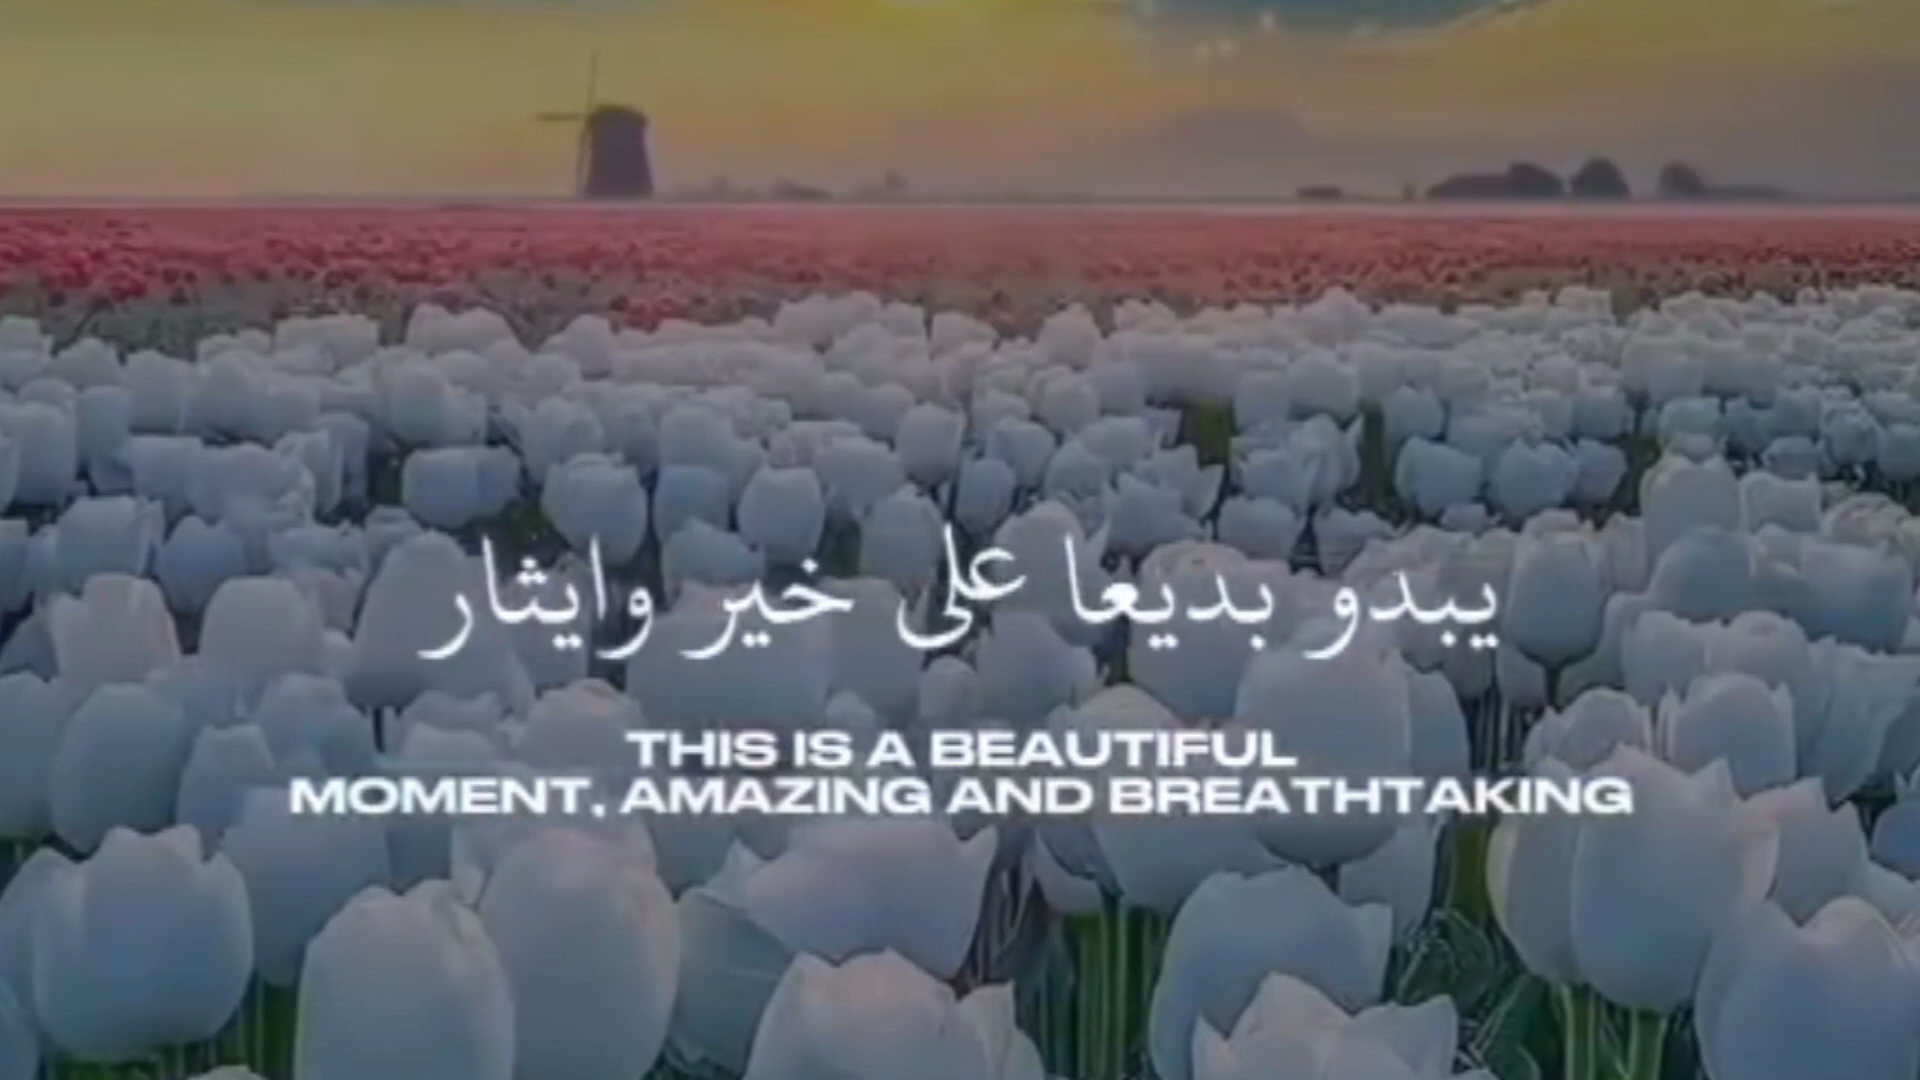 يبدو بديعا على خير وايثار
THIS IS A BEAUTIFUL
MOMENT, AMAZING AND BREATHTAKING